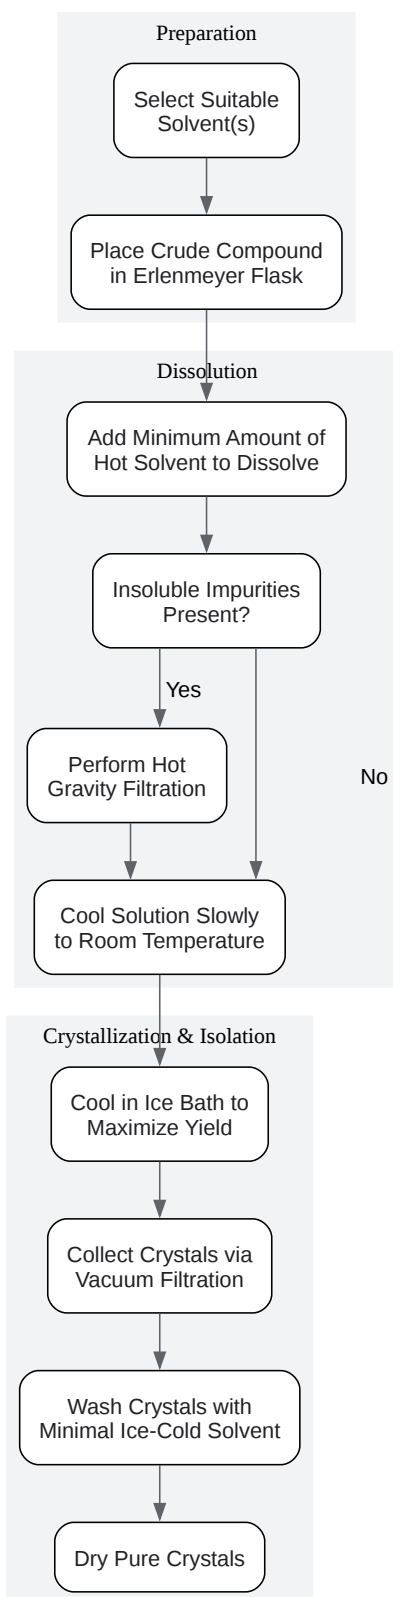 Preparation
Select Suitable
Solvent(s)
Place Crude Compound
in Erlenmeyer Flask
Dissolution
Add Minimum Amount of
Hot Solvent to Dissolve
Insoluble Impurities
Present?
Yes
Perform Hot
Gravity Filtration
No
Cool Solution Slowly
to Room Temperature
Crystallization & Isolation
Cool in Ice Bath to
Maximize Yield
Collect Crystals via
Vacuum Filtration
Wash Crystals with
Minimal Ice-Cold Solvent
Dry Pure Crystals